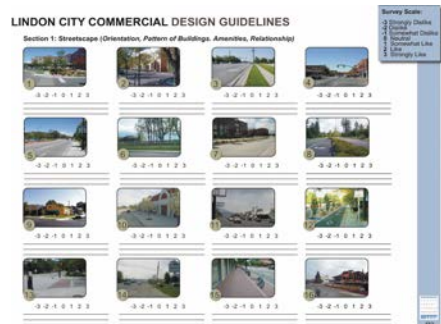 LINDON CITY COMMERCIAL DESIGN GUIDELINES
Survey Scale:
-3 Strongly Dislike
-2 Dislike
-1 Somewhat Dislike
0 Neutral
1 Somewhat Like
2 Like
3 Strongly Like
Section 1: Streetscape (Orientation, Pattern of Buildings, Amenities, Relationship)
1 2 3 4
-3 -2 -1 0 1 2 3 -3 -2 -1 0 1 2 3 -3 -2 -1 0 1 2 3 -3 -2 -1 0 1 2 3
5 6 7 8
-3 -2 -1 0 1 2 3 -3 -2 -1 0 1 2 3 -3 -2 -1 0 1 2 3 -3 -2 -1 0 1 2 3
9 10 11 12
-3 -2 -1 0 1 2 3 -3 -2 -1 0 1 2 3 -3 -2 -1 0 1 2 3 -3 -2 -1 0 1 2 3
13 14 15 16
-3 -2 -1 0 1 2 3 -3 -2 -1 0 1 2 3 -3 -2 -1 0 1 2 3 -3 -2 -1 0 1 2 3